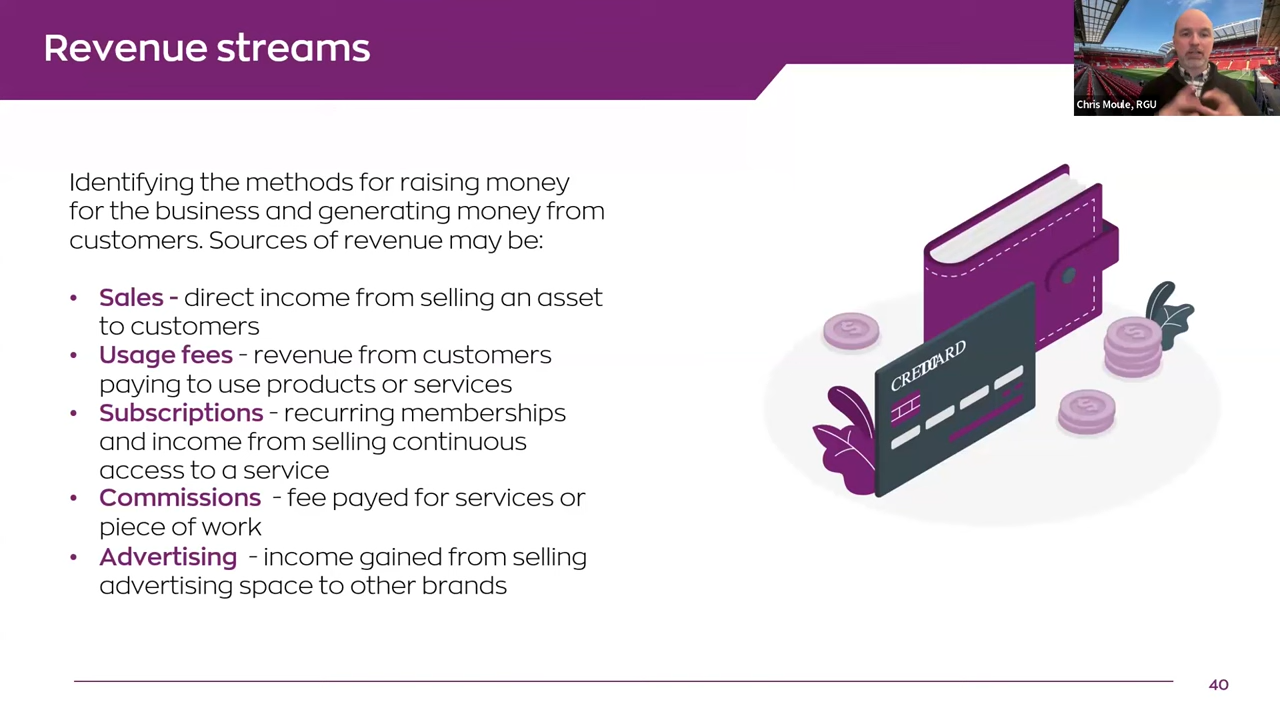 Revenue streams
Chris Moule, RGU
Identifying the methods for raising money
for the business and generating money from
customers. Sources of revenue may be:
• Sales - direct income from selling an asset
to customers
• Usage fees - revenue from customers
paying to use products or services
• Subscriptions - recurring memberships
and income from selling continuous
access to a service
• Commissions - fee payed for services or
piece of work
• Advertising - income gained from selling
advertising space to other brands
40